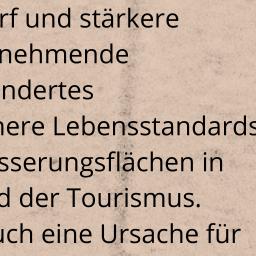 rf und stärkere
nehmende
ndertes
here Lebensstandards
sserungsflächen in
d der Tourismus.
uch eine Ursache für